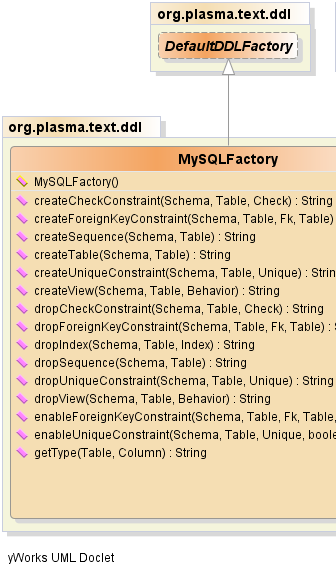 org.plasma.text.ddl
DefaultDDLFactory
org.plasma.text.ddl
MySQLFactory
MySQLFactory()
createCheckConstraint(Schema, Table, Check) : String
createForeignKeyConstraint(Schema, Table, Fk, Table)
createSequence(Schema, Table) : String
createTable(Schema, Table) : String
createUniqueConstraint(Schema, Table, Unique) : Strin
createView(Schema, Table, Behavior) : String
dropCheckConstraint(Schema, Table, Check) : String
dropForeignKeyConstraint(Schema, Table, Fk, Table) : S
dropIndex(Schema, Table, Index) : String
dropSequence(Schema, Table) : String
dropUniqueConstraint(Schema, Table, Unique) : String
dropView(Schema, Table, Behavior) : String
enableForeignKeyConstraint(Schema, Table, Fk, Table,
enableUniqueConstraint(Schema, Table, Unique, boole
getType(Table, Column) : String
yWorks UML Doclet